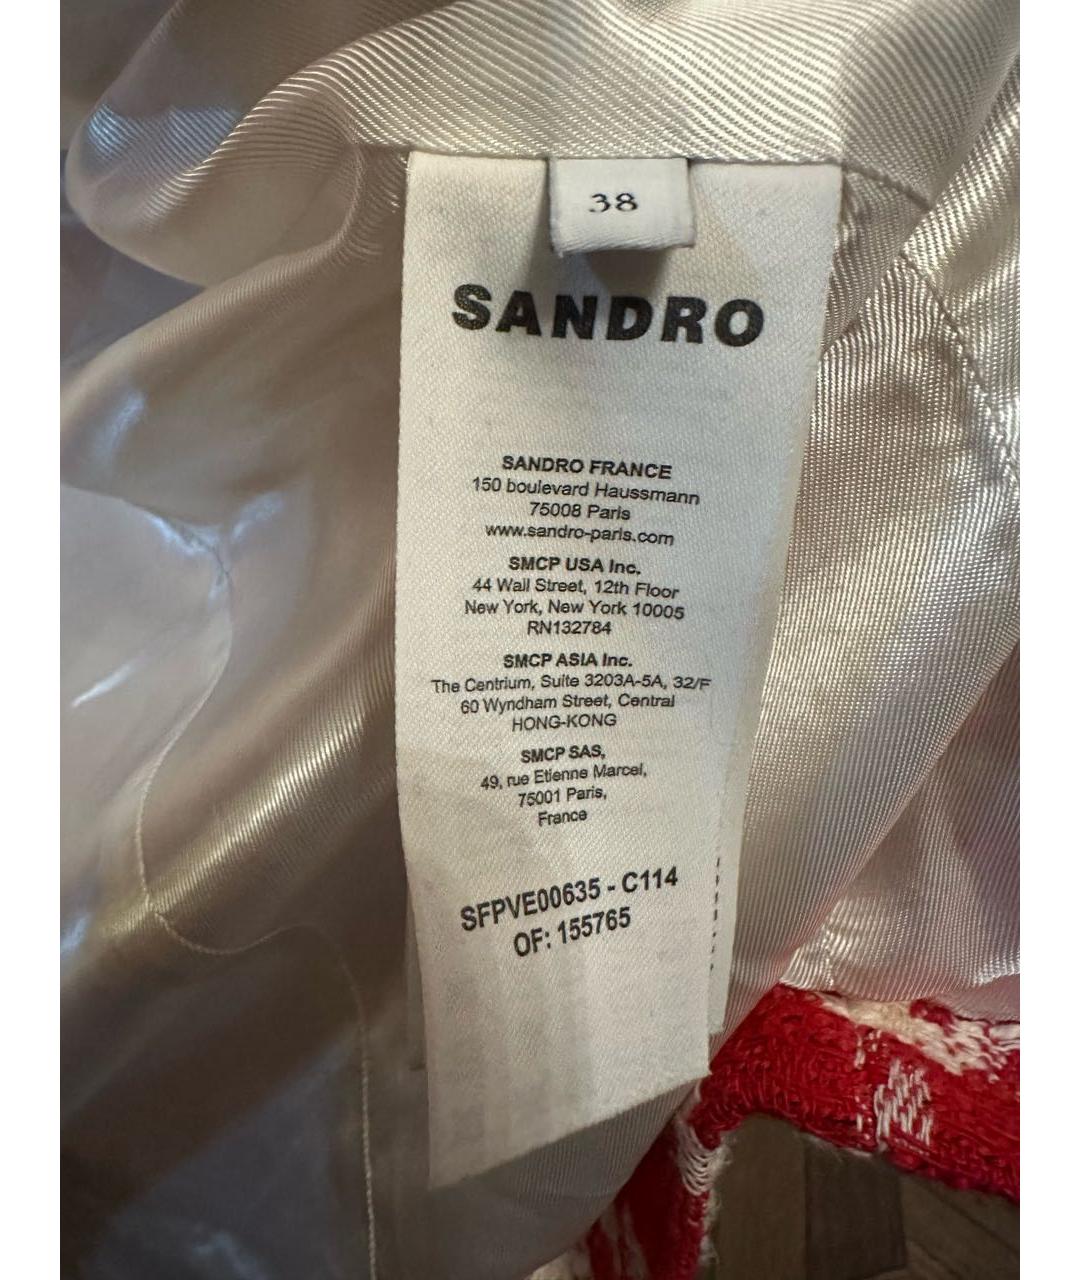 38
SANDRO
SANDRO FRANCE
150 boulevard Haussmann
75008 Paris
www.sandro-paris.com
SMCP USA Inc.
44 Wall Street, 12th Floor
New York, New York 10005
RN132784
SMCP ASIA Inc.
The Centrium, Suite 3203A-5A, 32/F
60 Wyndham Street, Central
HONG-KONG
SMCP SAS,
49, rue Etienne Marcel,
75001 Paris,
France
SFPVE00635 - C114
OF: 155765